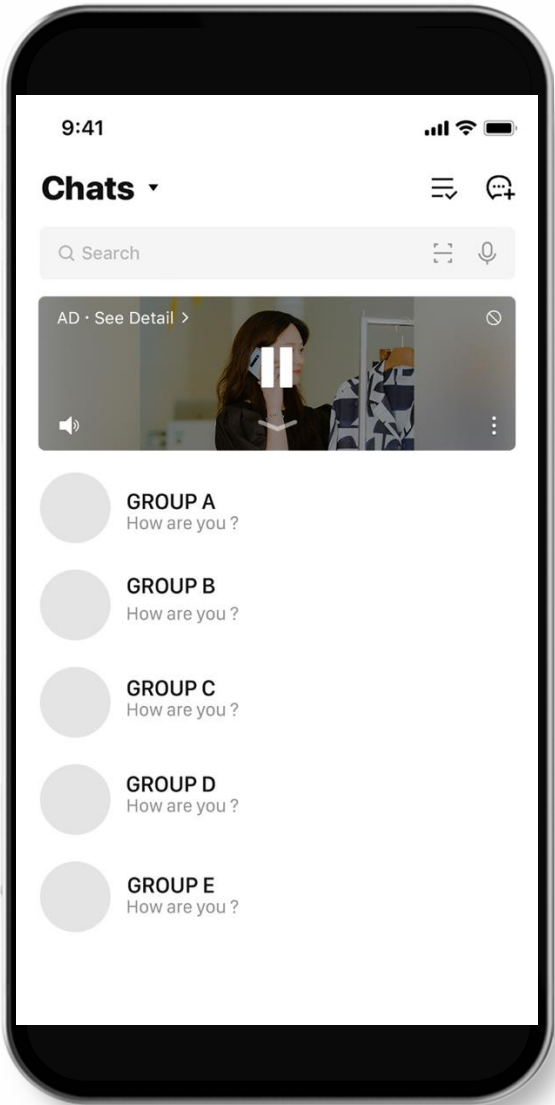 9:41
Chats
Search
AD · See Detail >
GROUP A
How are you ?
GROUP B
How are you ?
GROUP C
How are you ?
GROUP D
How are you ?
GROUP E
How are you ?